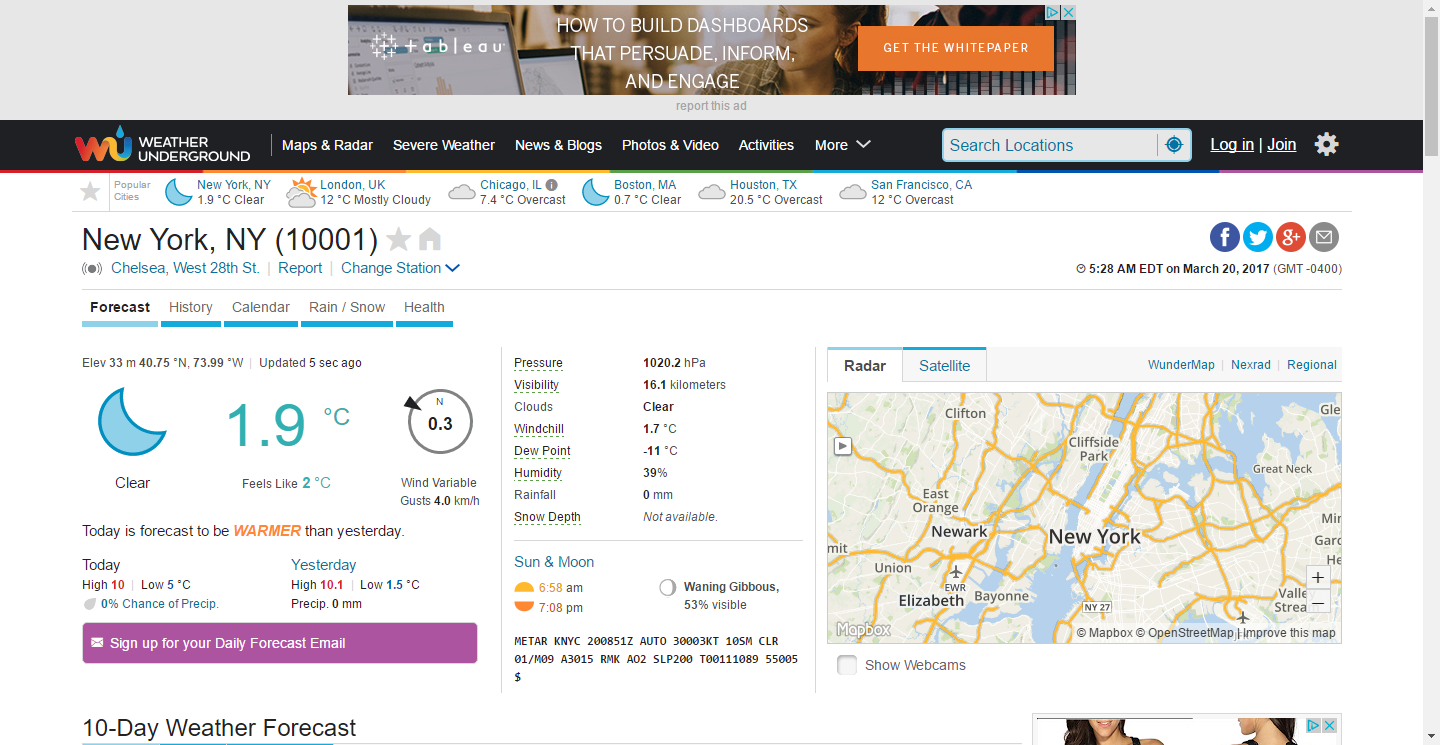 tableau
HOW TO BUILD DASHBOARDS
THAT PERSUADE, INFORM,
AND ENGAGE
GET THE WHITEPAPER
report this ad
WU WEATHER
UNDERGROUND
Maps & Radar
Severe Weather
News & Blogs
Photos & Video
Activities
More
Search Locations
Log in | Join
Popular
Cities
New York, NY
1.9 °C Clear
London, UK
12 °C Mostly Cloudy
Chicago, IL
7.4 °C Overcast
Boston, MA
0.7 °C Clear
Houston, TX
20.5 °C Overcast
San Francisco, CA
12 °C Overcast
New York, NY (10001)
Chelsea, West 28th St. | Report | Change Station
5:28 AM EDT on March 20, 2017 (GMT -0400)
Forecast
History
Calendar
Rain / Snow
Health
Elev 33 m 40.75 °N, 73.99 °W | Updated 5 sec ago
1.9 °C
N
0.3
Clear
Feels Like 2 °C
Wind Variable
Gusts 4.0 km/h
Today is forecast to be WARMER than yesterday.
Today
High 10 | Low 5 °C
0% Chance of Precip.
Yesterday
High 10.1 | Low 1.5 °C
Precip. 0 mm
Sign up for your Daily Forecast Email
Pressure 1020.2 hPa
Visibility 16.1 kilometers
Clouds Clear
Windchill 1.7 °C
Dew Point -11 °C
Humidity 39%
Rainfall 0 mm
Snow Depth Not available.
Sun & Moon
6:58 am
7:08 pm
Waning Gibbous,
53% visible
METAR KNYC 200851Z AUTO 30003KT 10SM CLR
01/M09 A3015 RMK AO2 SLP200 T00111089 55005
$
Radar
Satellite
WunderMap | Nexrad | Regional
Clifton
Gle
Cliffside
Park
Great Neck
East
Orange
Newark
New York
Min
Gard
He
mit
Union
EWR
Elizabeth
Bayonne
NY 27
Valle
Strea
+
−
Mapbox
© Mapbox © OpenStreetMap | Improve this map
Show Webcams
10-Day Weather Forecast